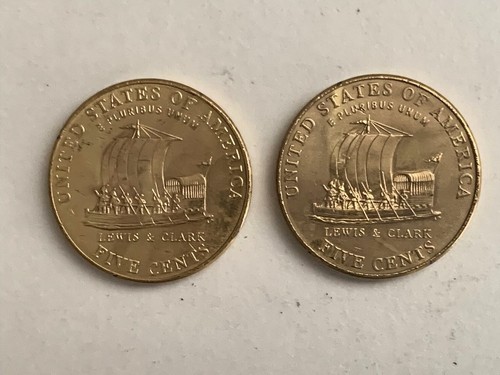 UNITED STATES OF AMERICA
E PLURIBUS UNUM
LEWIS & CLARK
FIVE CENTS
UNITED STATES OF AMERICA
E PLURIBUS UNUM
LEWIS & CLARK
FIVE CENTS